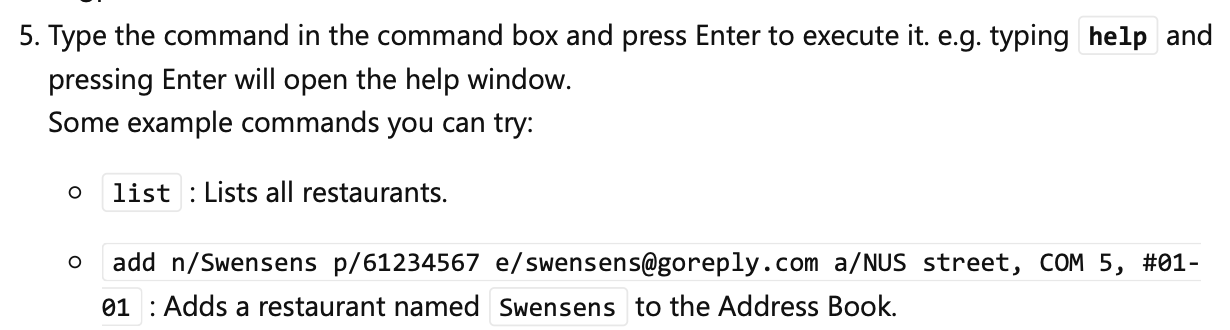 5. Type the command in the command box and press Enter to execute it. e.g. typing help and
pressing Enter will open the help window.
Some example commands you can try:
list : Lists all restaurants.
add n/Swensens p/61234567 e/swensens@goreply.com a/NUS street, COM 5, #01-
01 : Adds a restaurant named Swensens to the Address Book.